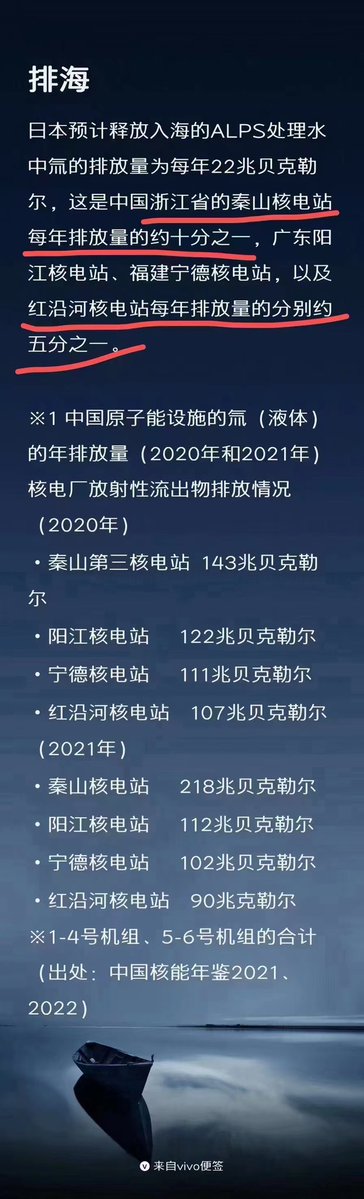 排海
日本预计释放入海的ALPS处理水
中氚的排放量为每年22兆贝克勒
尔，这是中国浙江省的秦山核电站
每年排放量的约十分之一，广东阳
江核电站、福建宁德核电站，以及
红沿河核电站每年排放量的分别约
五分之一。
※1 中国原子能设施的氚（液体）
的年排放量（2020年和2021年）
核电厂放射性流出物排放情况
（2020年）
・秦山第三核电站 143兆贝克勒
尔
・阳江核电站 122兆贝克勒尔
・宁德核电站 111兆贝克勒尔
・红沿河核电站 107兆贝克勒尔
（2021年）
・秦山核电站 218兆贝克勒尔
・阳江核电站 112兆贝克勒尔
・宁德核电站 102兆贝克勒尔
・红沿河核电站 90兆贝克勒尔
※1-4号机组、5-6号机组的合计
（出处：中国核能年鉴2021、
2022）
来自vivo便签